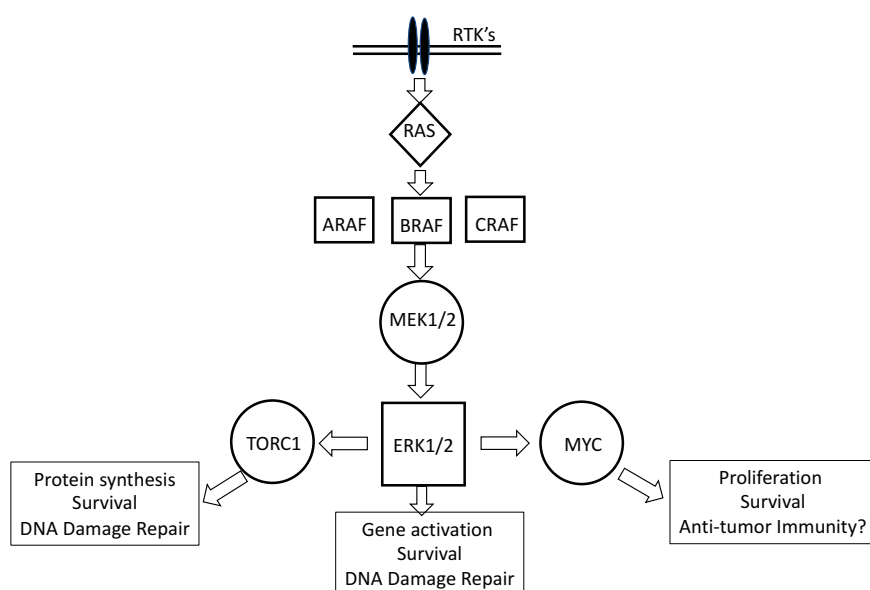 RTK's
RAS
ARAF
BRAF
CRAF
MEK1/2
TORC1
ERK1/2
MYC
Protein synthesis
Survival
DNA Damage Repair
Gene activation
Survival
DNA Damage Repair
Proliferation
Survival
Anti-tumor Immunity?